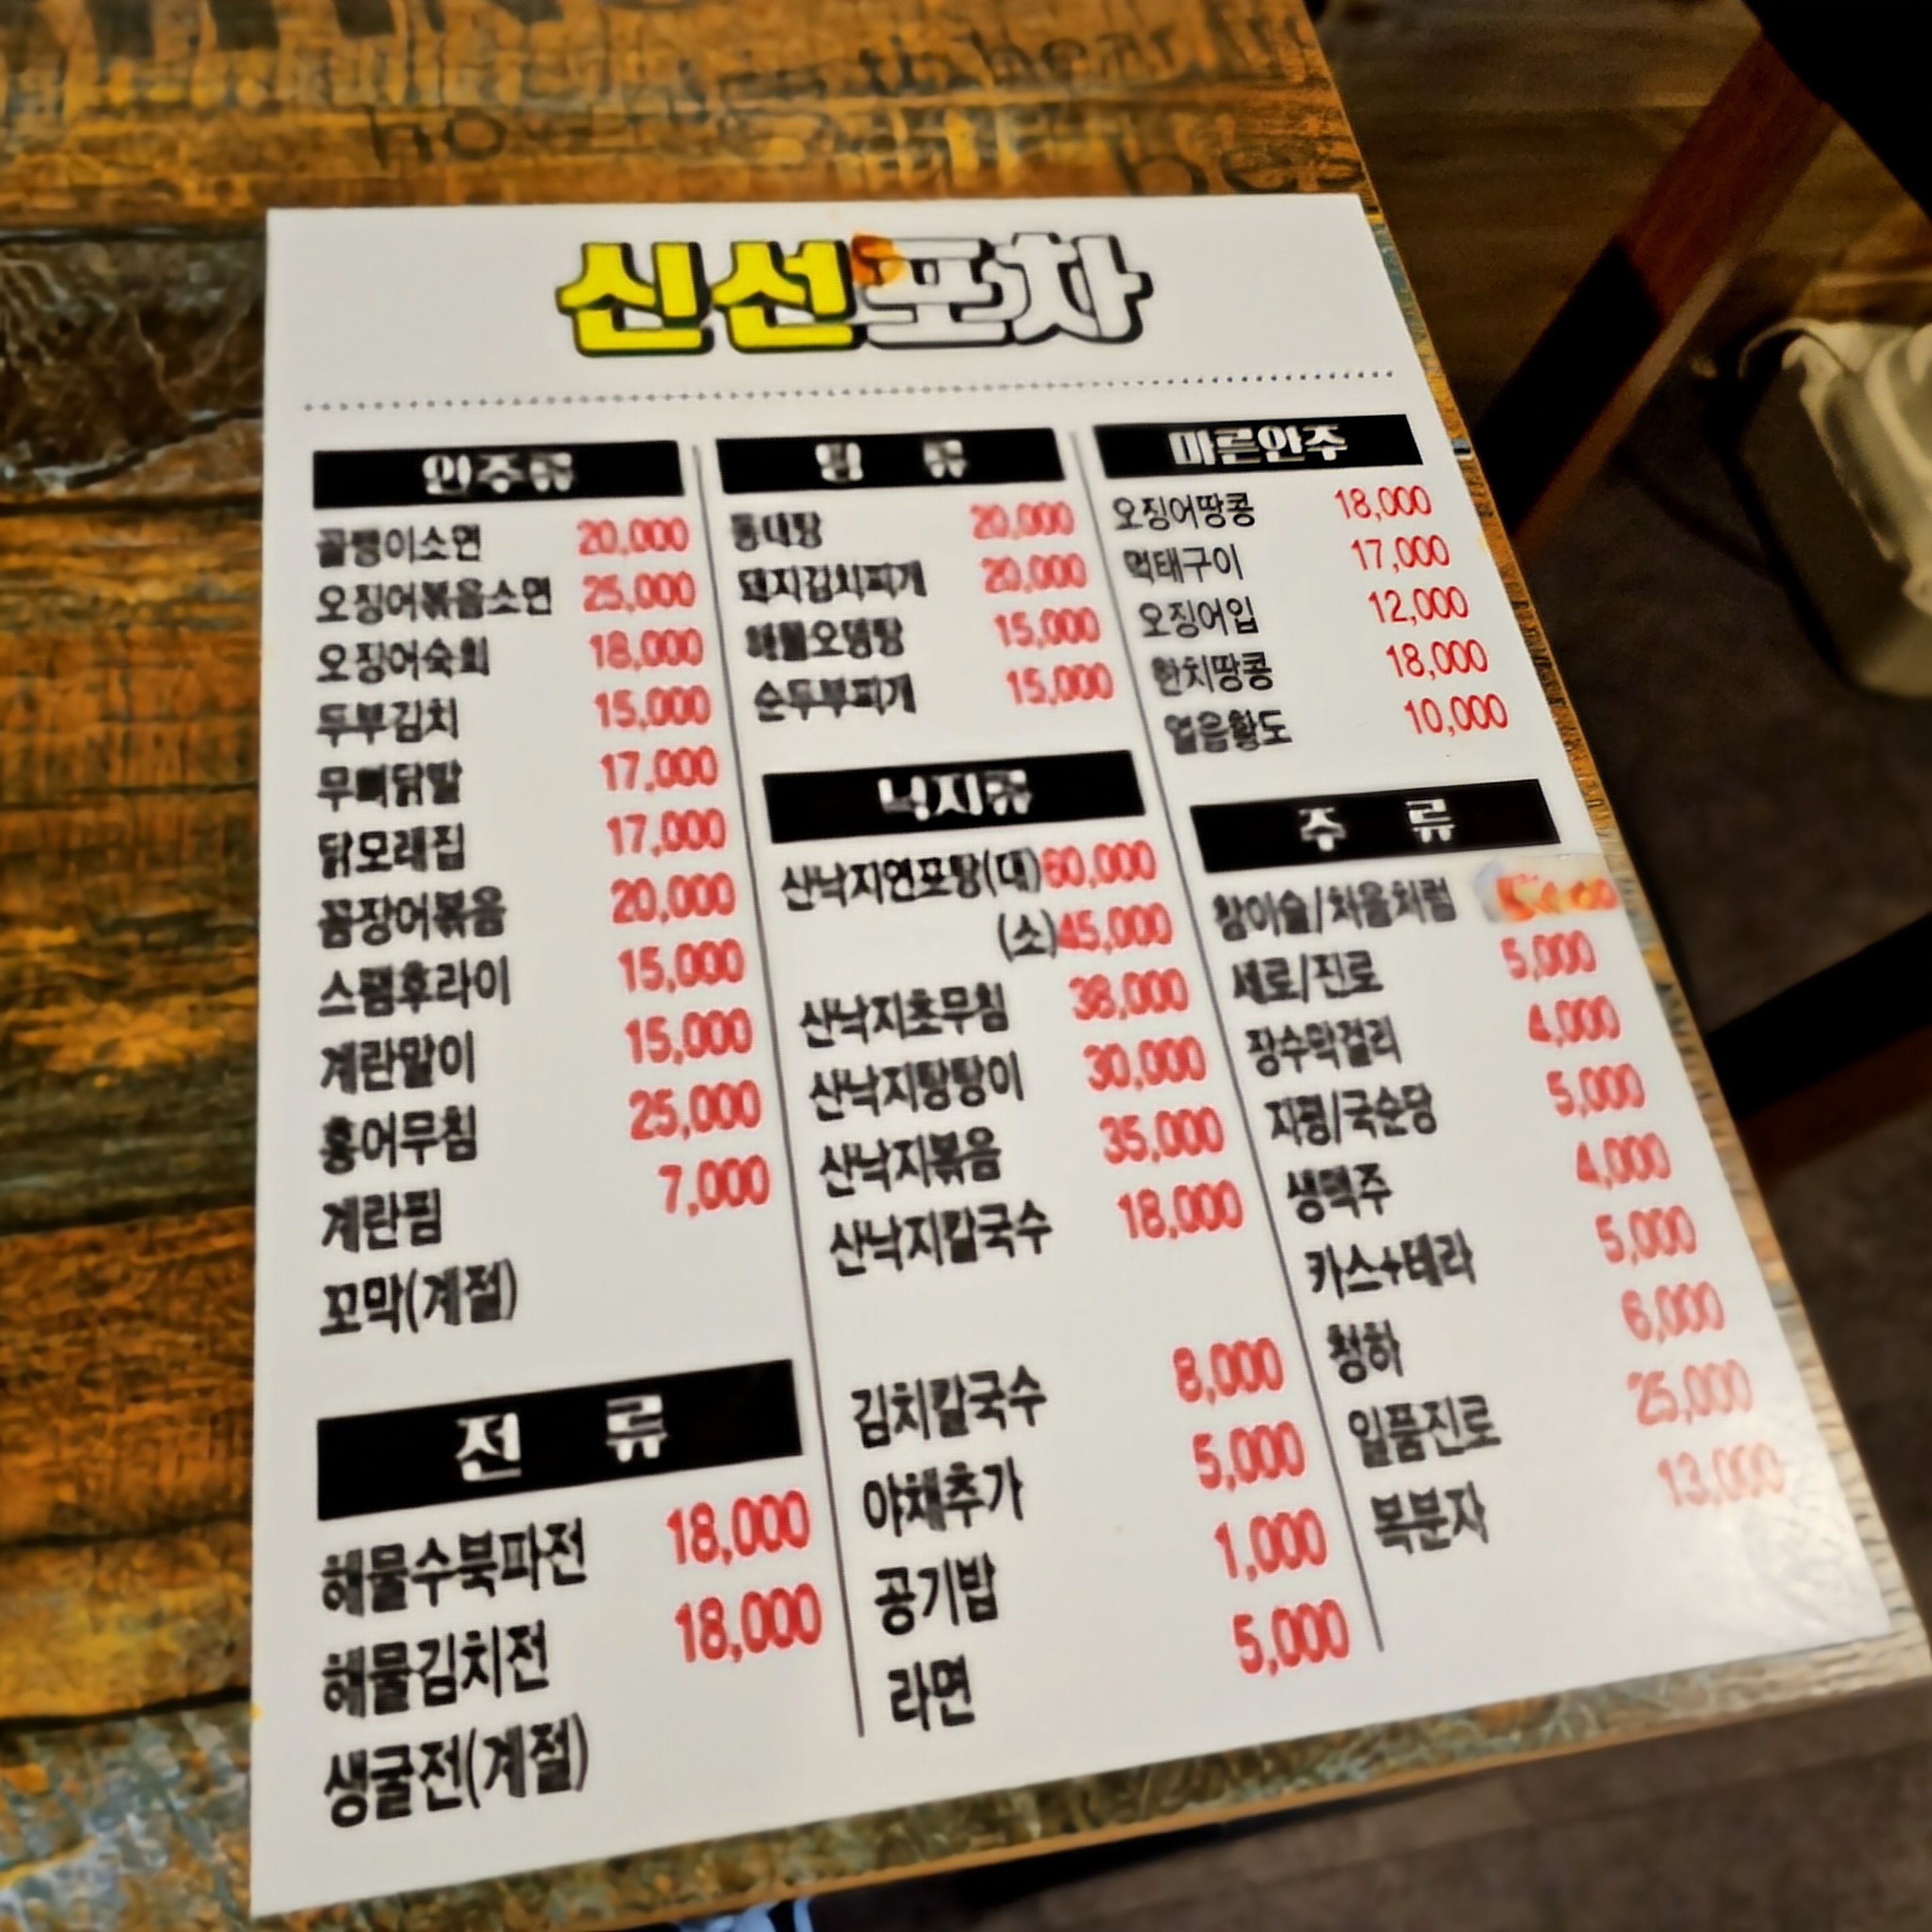 신선포차
안주류
골뱅이소면 20,000
오징어볶음소면 25,000
오징어숙회 18,000
두부김치 15,000
무뼈닭발 17,000
닭모래집 17,000
꼼장어볶음 20,000
스팸후라이 15,000
계란말이 15,000
홍어무침 25,000
계란찜 7,000
꼬막(계절)
전 류
해물수북파전 18,000
해물김치전 18,000
생굴전(계절)
탕 류
동태탕 20,000
돼지김치찌개 20,000
해물오뎅탕 15,000
순두부찌개 15,000
낙지류
산낙지연포탕(대) 60,000
(소) 45,000
산낙지초무침 38,000
산낙지탕탕이 30,000
산낙지볶음 35,000
산낙지칼국수 18,000
김치칼국수 8,000
야채추가 5,000
공기밥 1,000
라면 5,000
마른안주
오징어땅콩 18,000
먹태구이 17,000
오징어입 12,000
한치땅콩 18,000
얼음황도 10,000
주 류
참이슬/처음처럼
세로/진로 5,000
장수막걸리 4,000
지평/국순당 5,000
생맥주 4,000
카스+테라 5,000
청하 6,000
일품진로 25,000
복분자 13,000